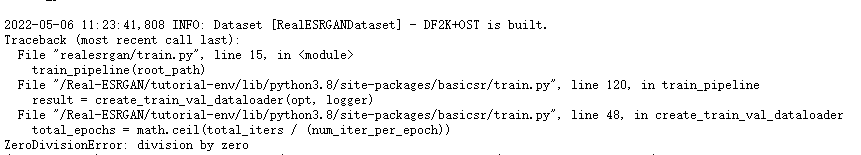 2022-05-06 11:23:41,808 INFO: Dataset [RealESRGANDataset] - DF2K+OST is built.
Traceback (most recent call last):
  File "realesrgan/train.py", line 15, in <module>
    train_pipeline(root_path)
  File "/Real-ESRGAN/tutorial-env/lib/python3.8/site-packages/basicsr/train.py", line 120, in train_pipeline
    result = create_train_val_dataloader(opt, logger)
  File "/Real-ESRGAN/tutorial-env/lib/python3.8/site-packages/basicsr/train.py", line 48, in create_train_val_dataloader
    total_epochs = math.ceil(total_iters / (num_iter_per_epoch))
ZeroDivisionError: division by zero